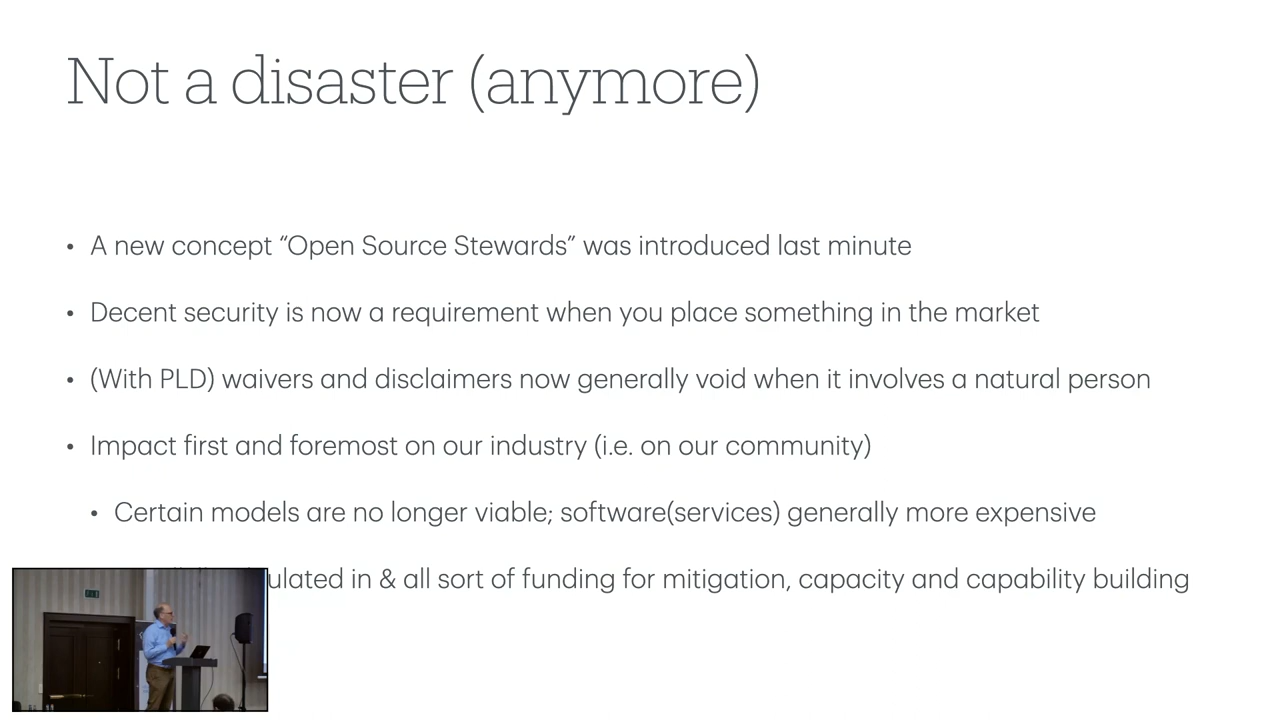 Not a disaster (anymore)
• A new concept “Open Source Stewards” was introduced last minute
• Decent security is now a requirement when you place something in the market
• (With PLD) waivers and disclaimers now generally void when it involves a natural person
• Impact first and foremost on our industry (i.e. on our community)
• Certain models are no longer viable; software(services) generally more expensive
in & all sort of funding for mitigation, capacity and capability building